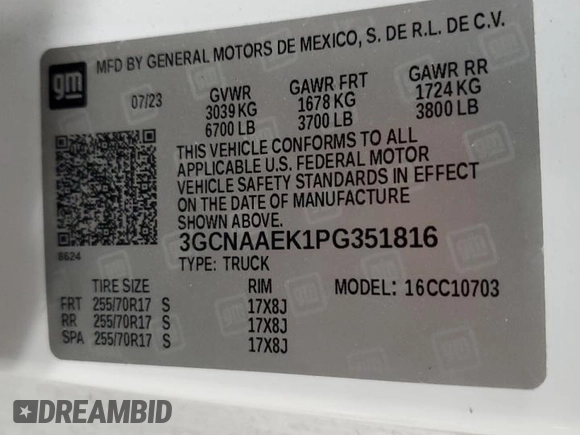 gm
MFD BY GENERAL MOTORS DE MEXICO, S. DE R.L. DE C.V.
07/23 GVWR GAWR FRT GAWR RR
3039 KG 1678 KG 1724 KG
6700 LB 3700 LB 3800 LB
THIS VEHICLE CONFORMS TO ALL
APPLICABLE U.S. FEDERAL MOTOR
VEHICLE SAFETY STANDARDS IN EFFECT
ON THE DATE OF MANUFACTURE
SHOWN ABOVE.
8624
3GCNAAEK1PG351816
TYPE: TRUCK
TIRE SIZE RIM MODEL: 16CC10703
FRT 255/70R17 S 17X8J
RR 255/70R17 S 17X8J
SPA 255/70R17 S 17X8J
DREAMBID